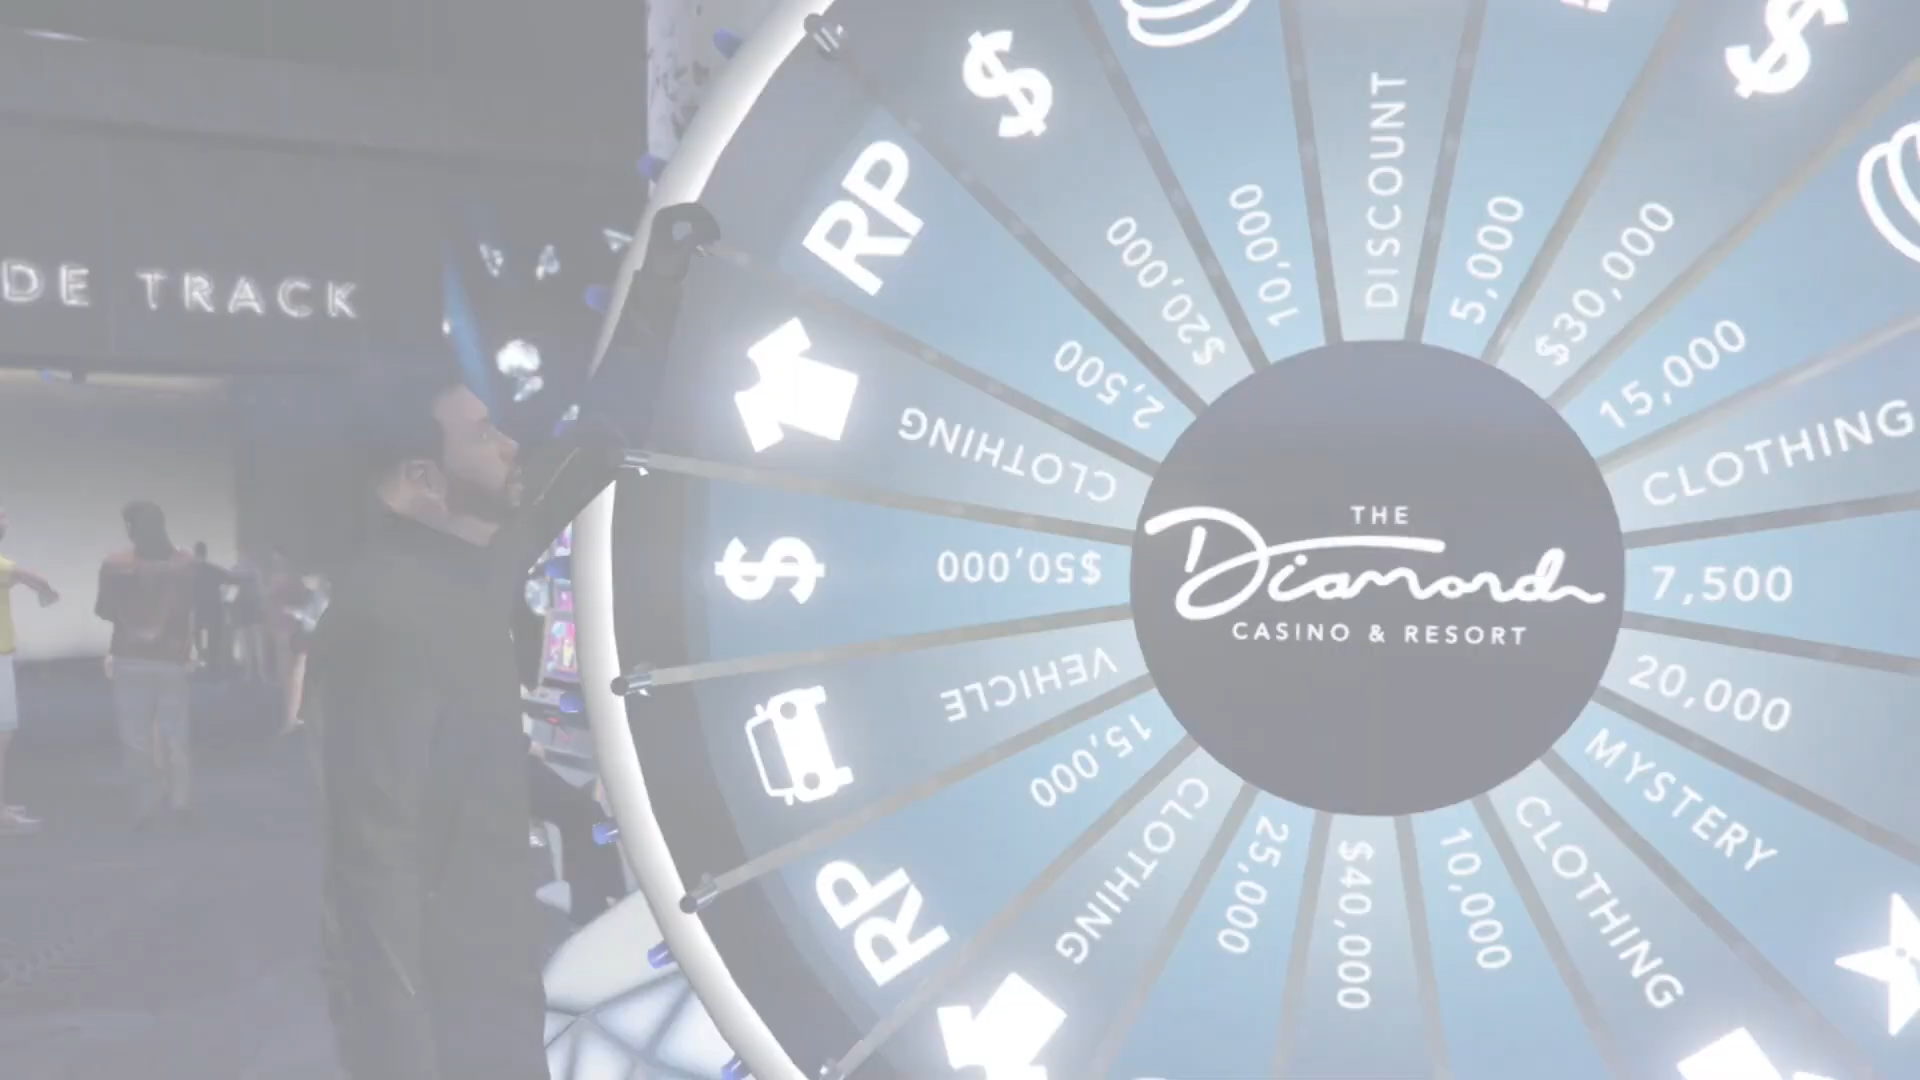 DE TRACK
DISCOUNT
5,000
$30,000
15,000
CLOTHING
7,500
20,000
MYSTERY
CLOTHING
10,000
$40,000
25,000
CLOTHING
15,000
RP
VEHICLE
$50,000
$
CLOTHING
2,500
RP
$20,000
$
10,000
$
THE
Diamond
CASINO & RESORT